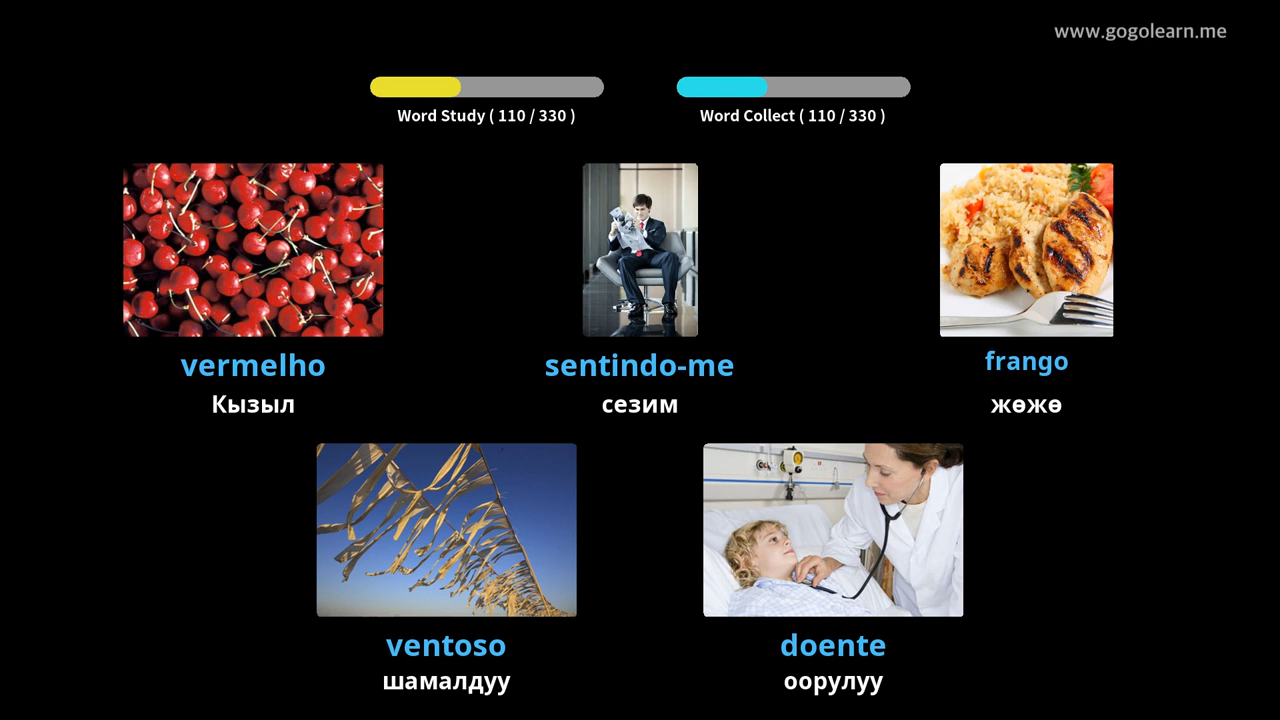 www.gogolearn.me
Word Study ( 110 / 330 )
Word Collect ( 110 / 330 )
vermelho
Кызыл
sentindo-me
сезим
frango
жөжө
ventoso
шамалдуу
doente
оорулуу